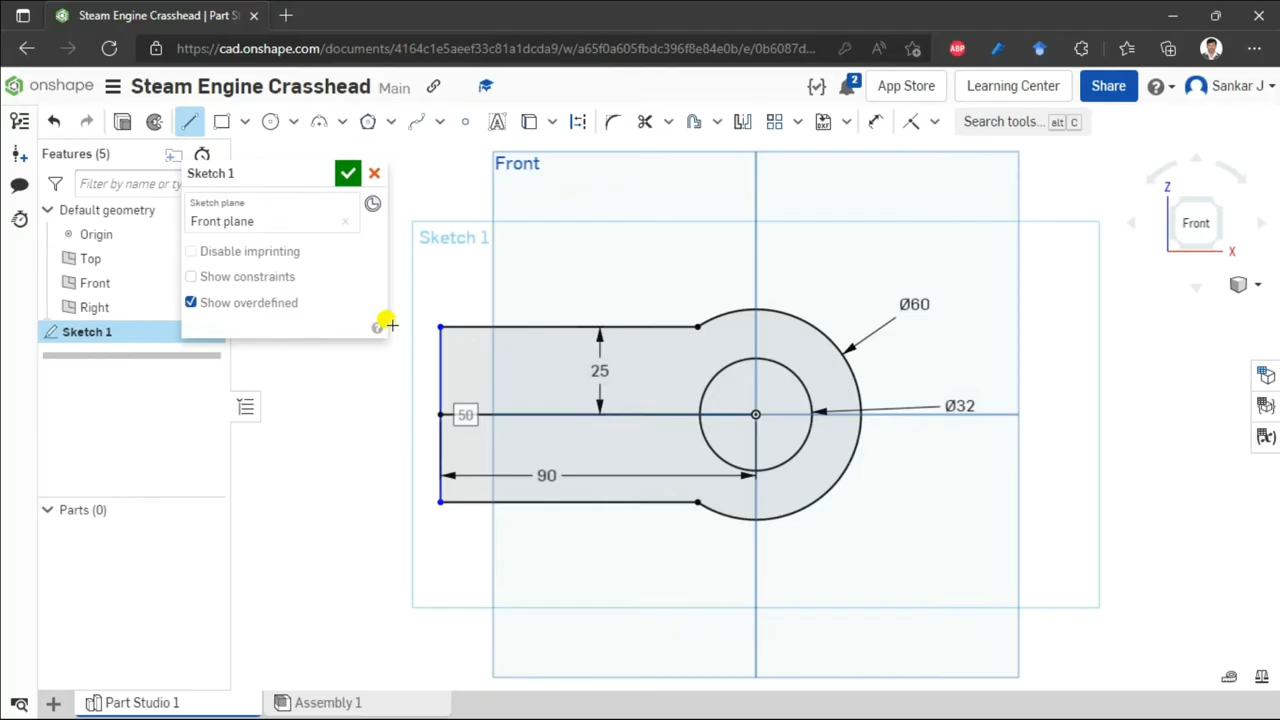 Steam Engine Crasshead | Part S
https://cad.onshape.com/documents/4164c1e5aeef33c81a1dcda9/w/a65f0a605fbdc396f8e84e0b/e/0b6087d...
ABP
onshape
Steam Engine Crasshead Main
2
App Store
Learning Center
Share
Sankar J
Search tools... alt C
Features (5)
Filter by name or ty
Default geometry
Origin
Top
Front
Right
Sketch 1
Parts (0)
Sketch 1
Sketch plane
Front plane
Disable imprinting
Show constraints
Show overdefined
Front
Sketch 1
Ø60
25
50
Ø32
90
Z
Front
X
Part Studio 1
Assembly 1